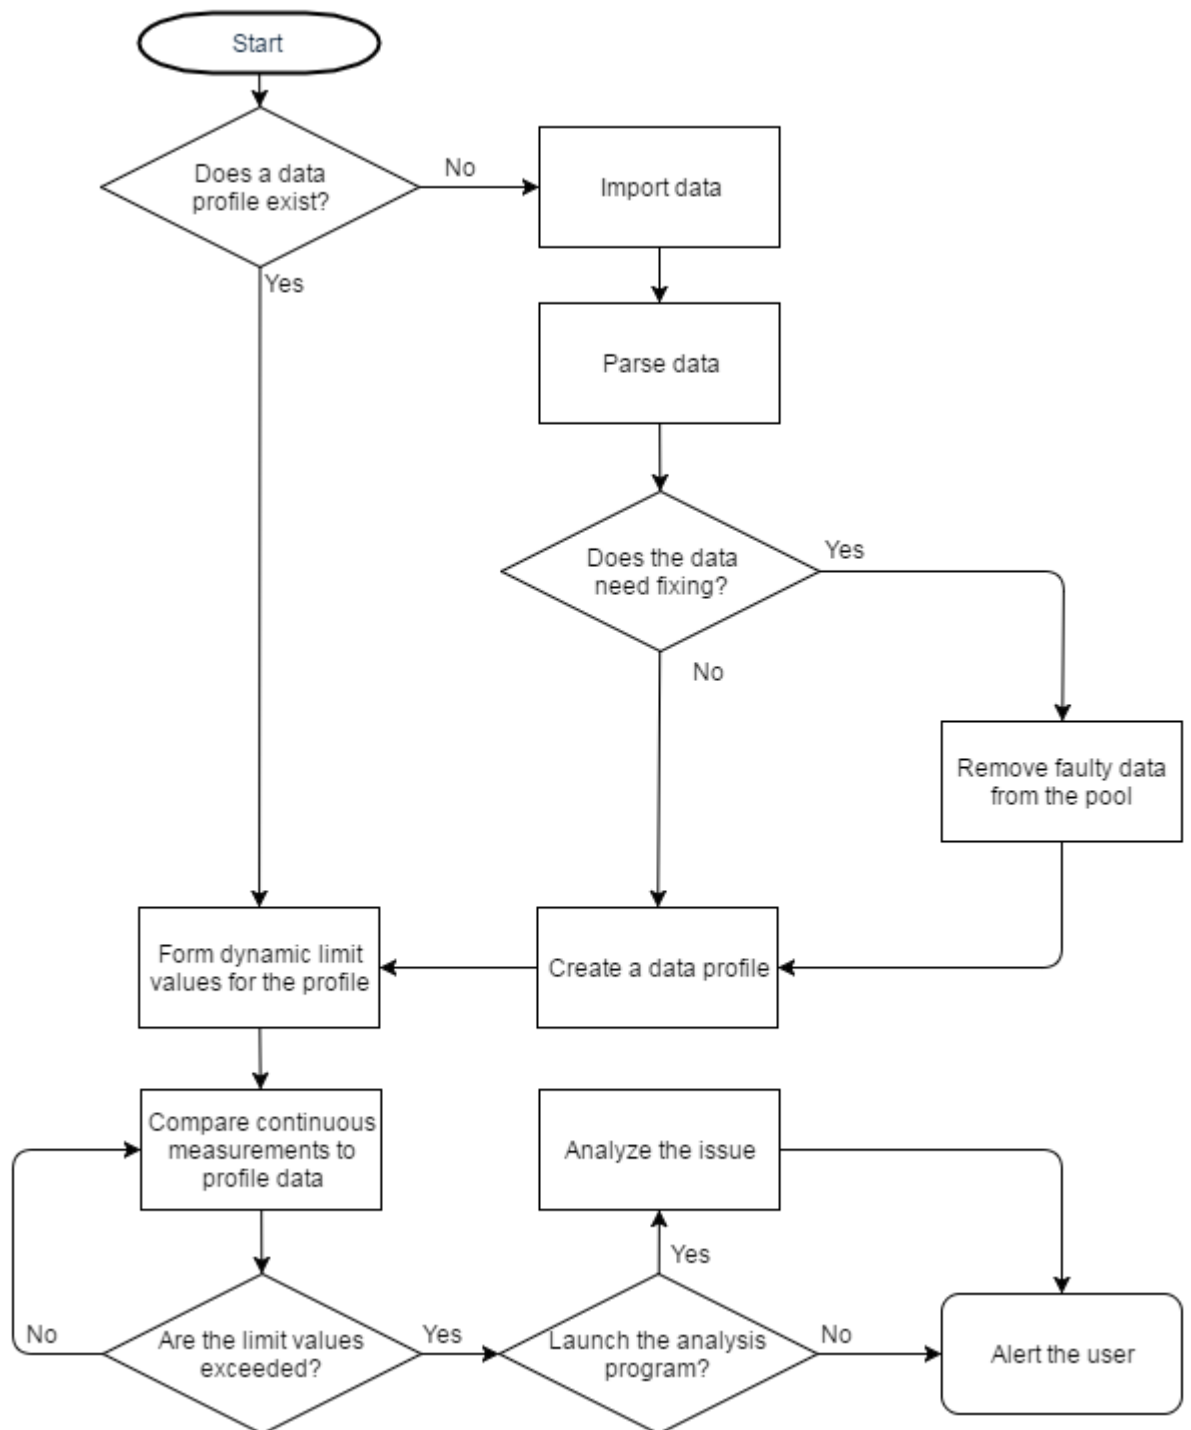 Start
Does a data
profile exist?
No
Import data
Yes
Parse data
Does the data
need fixing?
Yes
No
Remove faulty data
from the pool
Form dynamic limit
values for the profile
Create a data profile
Compare continuous
measurements to
profile data
Analyze the issue
Yes
No
Are the limit values
exceeded?
Yes
Launch the analysis
program?
No
Alert the user